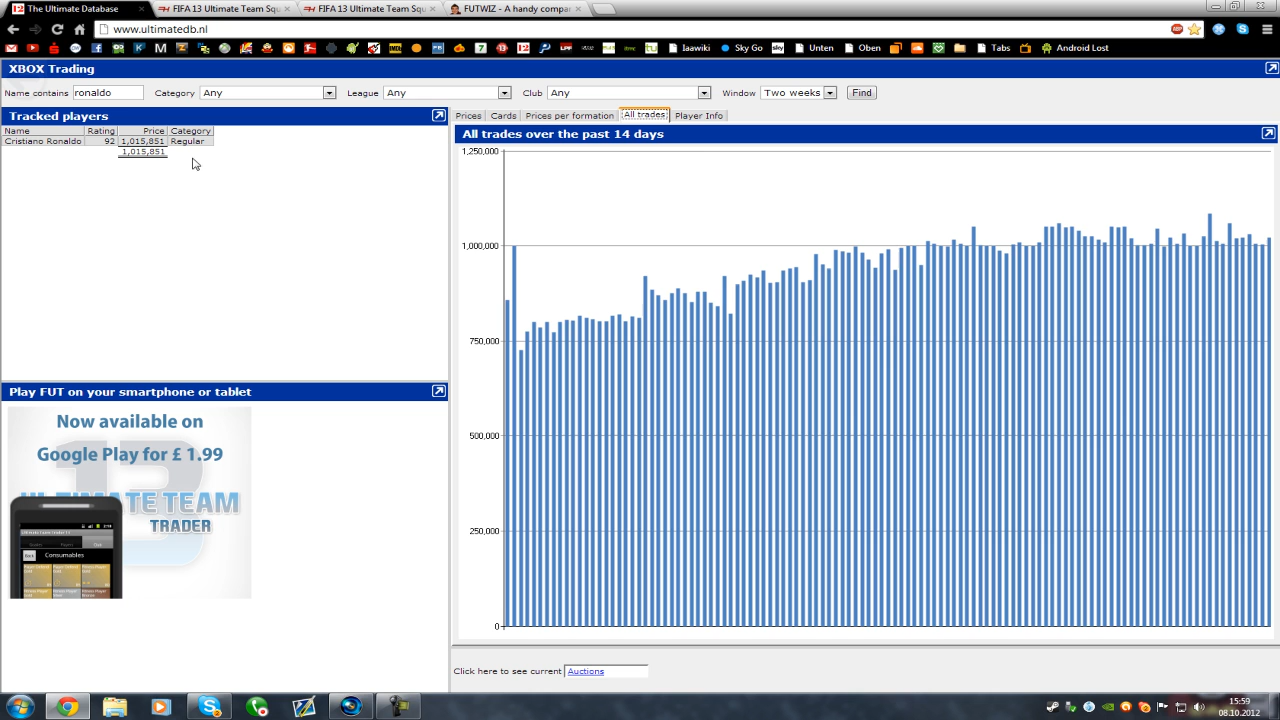 The Ultimate Database
FIFA 13 Ultimate Team Squ
FIFA 13 Ultimate Team Squ
FUTWIZ - A handy compar
www.ultimatedb.nl
Iaawiki
Sky Go
sky
Unten
Oben
Tabs
Android Lost
XBOX Trading
Name contains ronaldo Category Any League Any Club Any Window Two weeks Find
Tracked players
Name Rating Price Category
Cristiano Ronaldo 92 1,015,851 Regular
1,015,851
Prices Cards Prices per formation All trades Player Info
All trades over the past 14 days
1,250,000
1,000,000
750,000
500,000
250,000
0
Play FUT on your smartphone or tablet
Now available on
Google Play for £ 1.99
13
ULTIMATE TEAM
TRADER
Consumables
Click here to see current Auctions
15:59
08.10.2012